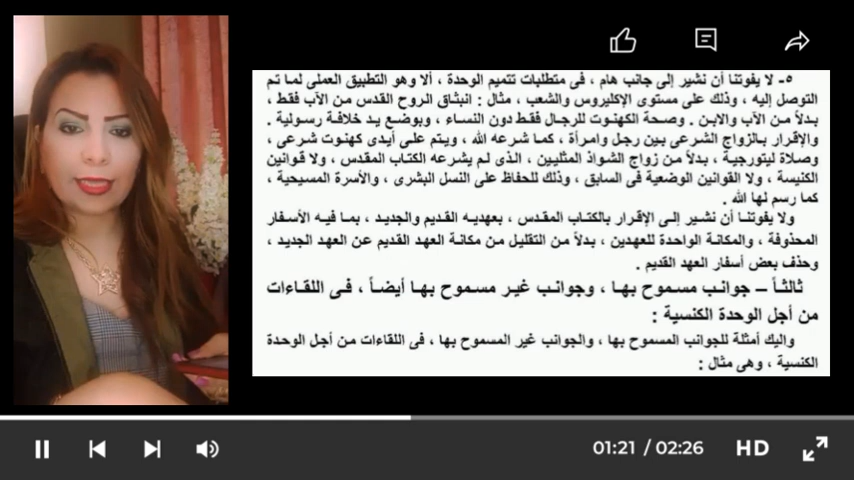 ٥- لا يفوتنا أن نشير إلى جانب هام ، فى متطلبات تتميم الوحدة ، ألا وهو التطبيق العملى لما تم
التوصل إليه ، وذلك على مستوى الإكليروس والشعب ، مثال : انبثاق الروح القدس من الآب فقط ،
بدلاً من الآب والابن . وصحة الكهنوت للرجال فقط دون النساء ، وبوضع يد خلافة رسولية .
والإقرار بالزواج الشرعى بين رجل وامرأة ، كما شرعه الله ، ويتم على أيدى كهنوت شرعى ،
وصلاة ليتورجية ، بدلاً من زواج الشواذ المثليين ، الذى لم يشرعه الكتاب المقدس ، ولا قوانين
الكنيسة ، ولا القوانين الوضعية فى السابق ، وذلك للحفاظ على النسل البشرى ، والأسرة المسيحية ،
كما رسم لها الله .
ولا يفوتنا أن نشير إلى الإقرار بالكتاب المقدس ، بعهديه القديم والجديد ، بما فيه الأسفار
المحذوفة ، والمكانة الواحدة للعهدين ، بدلاً من التقليل من مكانة العهد القديم عن العهد الجديد ،
وحذف بعض أسفار العهد القديم .
ثالثاً – جوانب مسموح بها ، وجوانب غير مسموح بها أيضاً ، فى اللقاءات
من أجل الوحدة الكنسية :
واليك أمثلة للجوانب المسموح بها ، والجوانب غير المسموح بها ، فى اللقاءات من أجل الوحدة
الكنسية ، وهى مثال :
01:21 / 02:26 HD